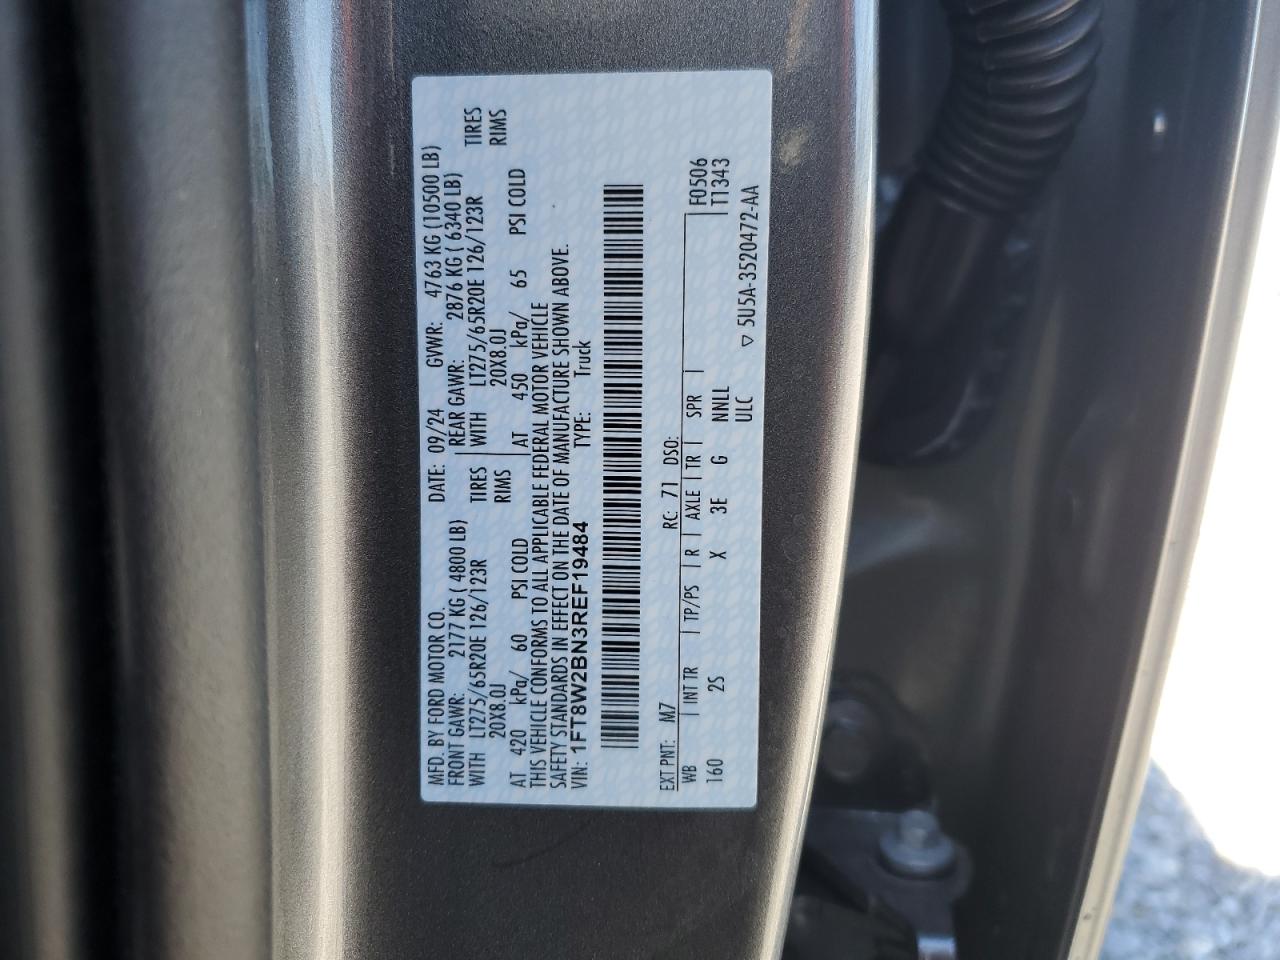 MFD. BY FORD MOTOR CO. DATE: 09/24 GVWR: 4763 KG (10500 LB)
FRONT GAWR: 2177 KG ( 4800 LB) REAR GAWR: 2876 KG ( 6340 LB)
WITH LT275/65R20E 126/123R TIRES WITH LT275/65R20E 126/123R TIRES
20X8.0J RIMS 20X8.0J RIMS
AT 420 kPa/ 60 PSI COLD AT 450 kPa/ 65 PSI COLD
THIS VEHICLE CONFORMS TO ALL APPLICABLE FEDERAL MOTOR VEHICLE
SAFETY STANDARDS IN EFFECT ON THE DATE OF MANUFACTURE SHOWN ABOVE.
VIN: 1FT8W2BN3REF19484 TYPE: Truck
EXT PNT: M7 RC: 71 DSO: F0506
WB INT TR TP/PS R AXLE TR SPR T1343
160 2S X 3E G NNLL
ULC ▽ 5U5A-3520472-AA